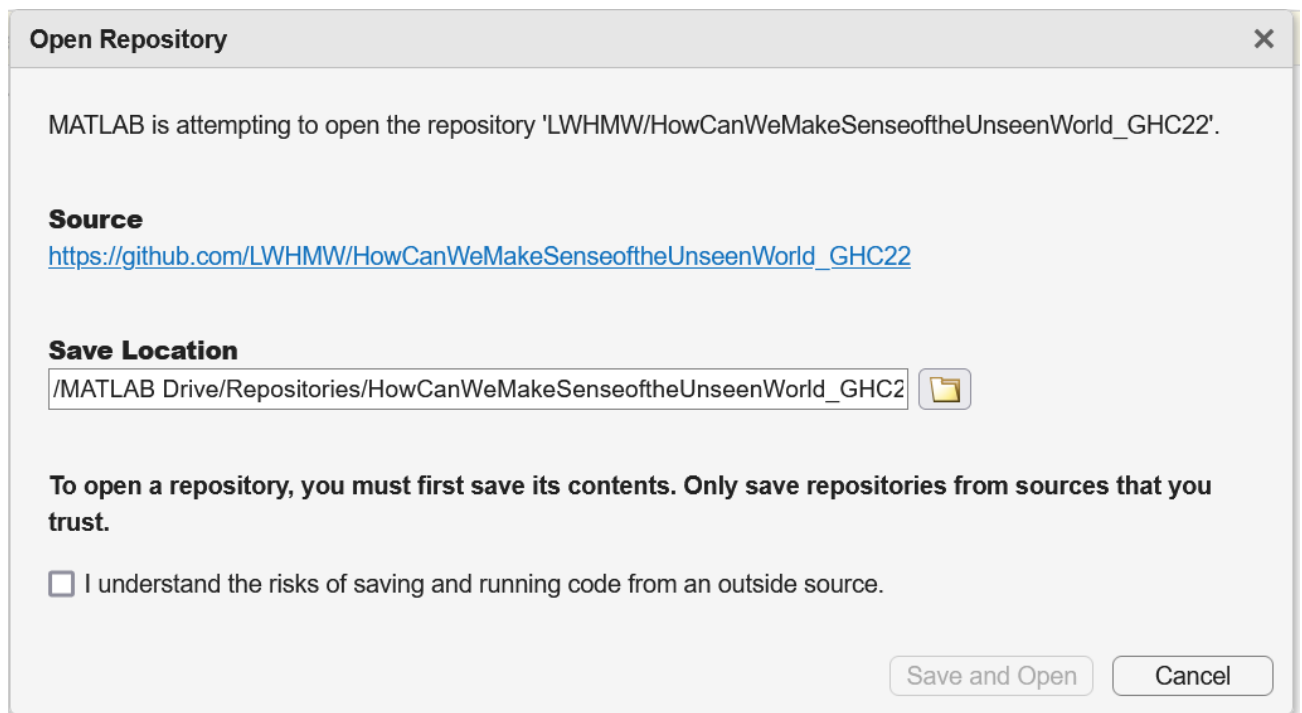 Open Repository
MATLAB is attempting to open the repository 'LWHMW/HowCanWeMakeSenseoftheUnseenWorld_GHC22'.
Source
https://github.com/LWHMW/HowCanWeMakeSenseoftheUnseenWorld_GHC22
Save Location
/MATLAB Drive/Repositories/HowCanWeMakeSenseoftheUnseenWorld_GHC2
To open a repository, you must first save its contents. Only save repositories from sources that you
trust.
I understand the risks of saving and running code from an outside source.
Save and Open Cancel